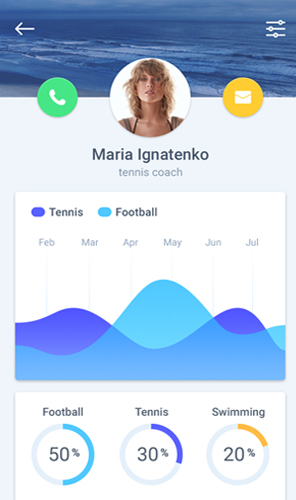 Maria Ignatenko
tennis coach
Tennis Football
Feb Mar Apr May Jun Jul
Football Tennis Swimming
50% 30% 20%